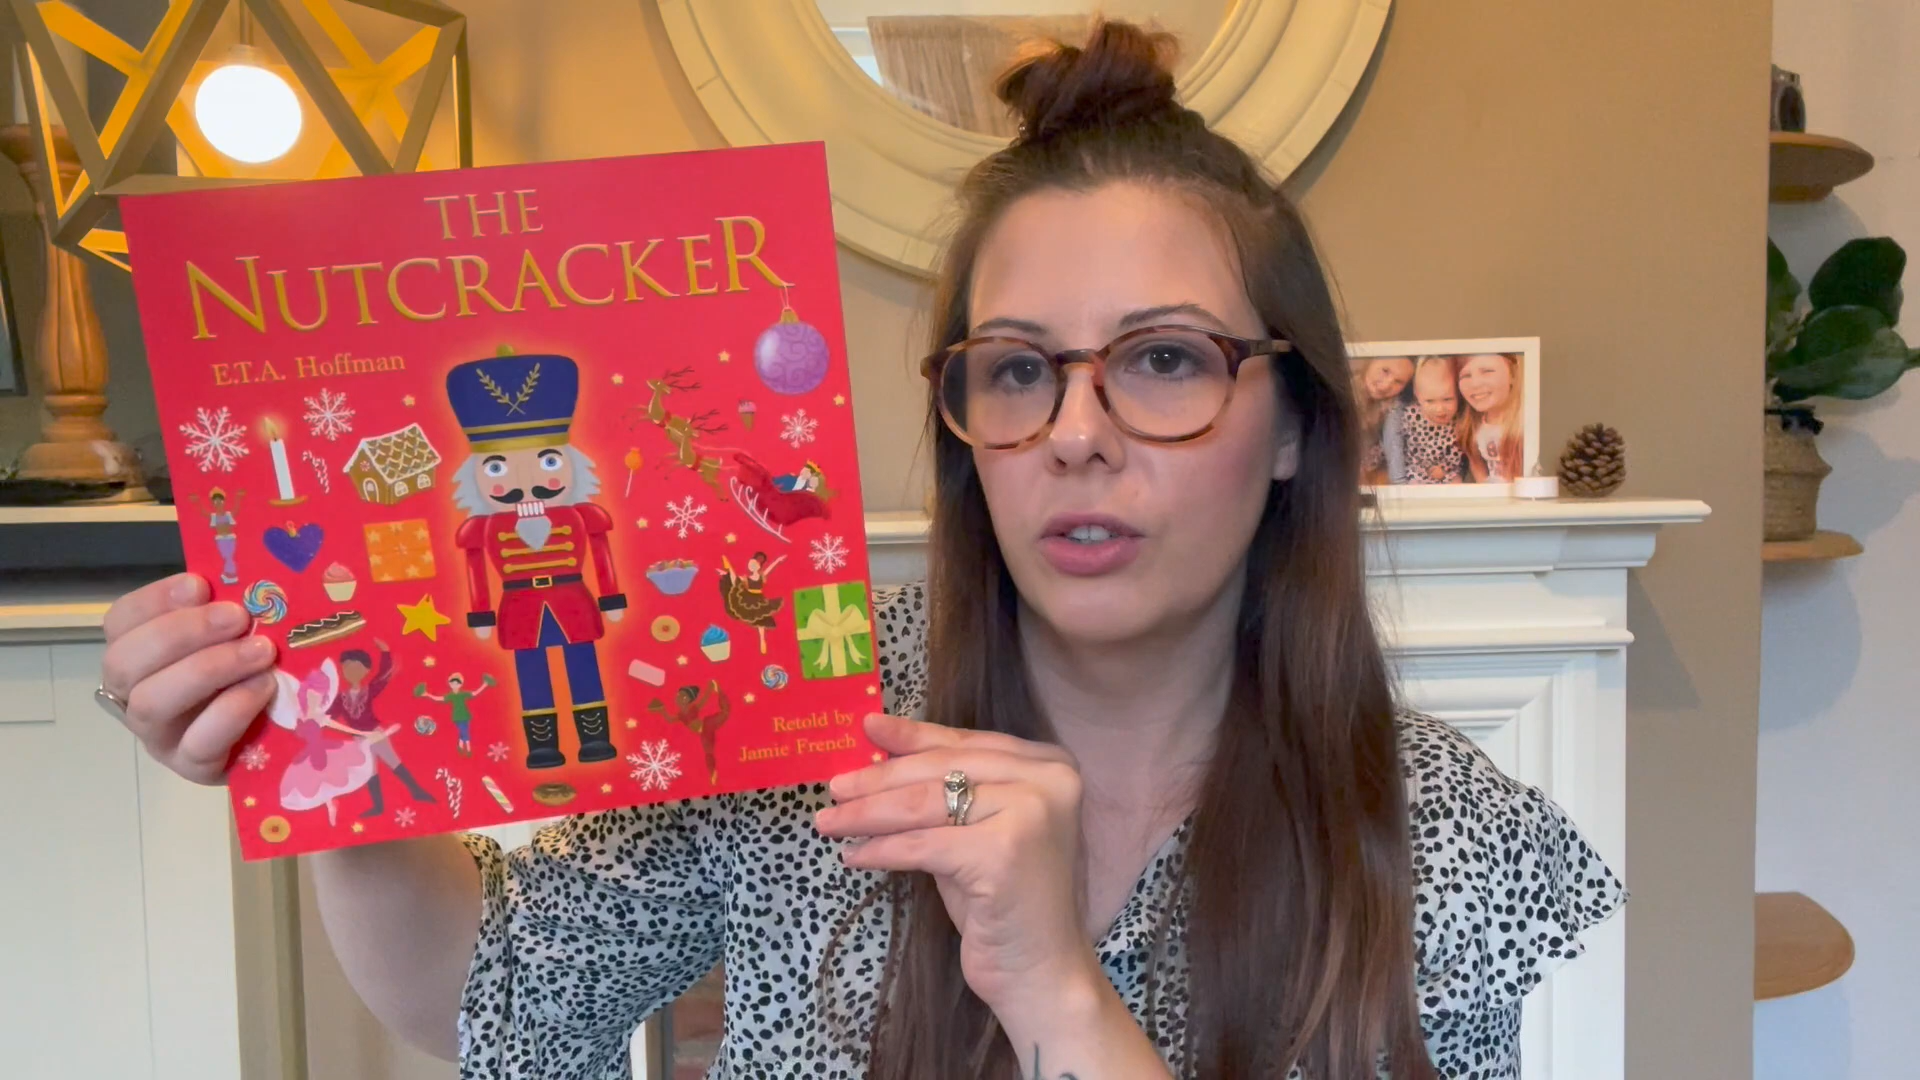 THE
NUTCRACKER
E.T.A. Hoffman
Retold by
Jamie French